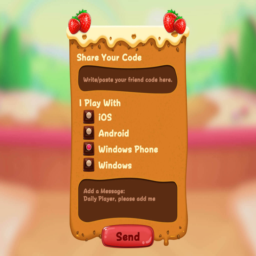 Share Your Code
Write/paste your friend code here.
I Play With
iOS
Android
Windows Phone
Windows
Add a Message:
Daily Player, please add me
Send